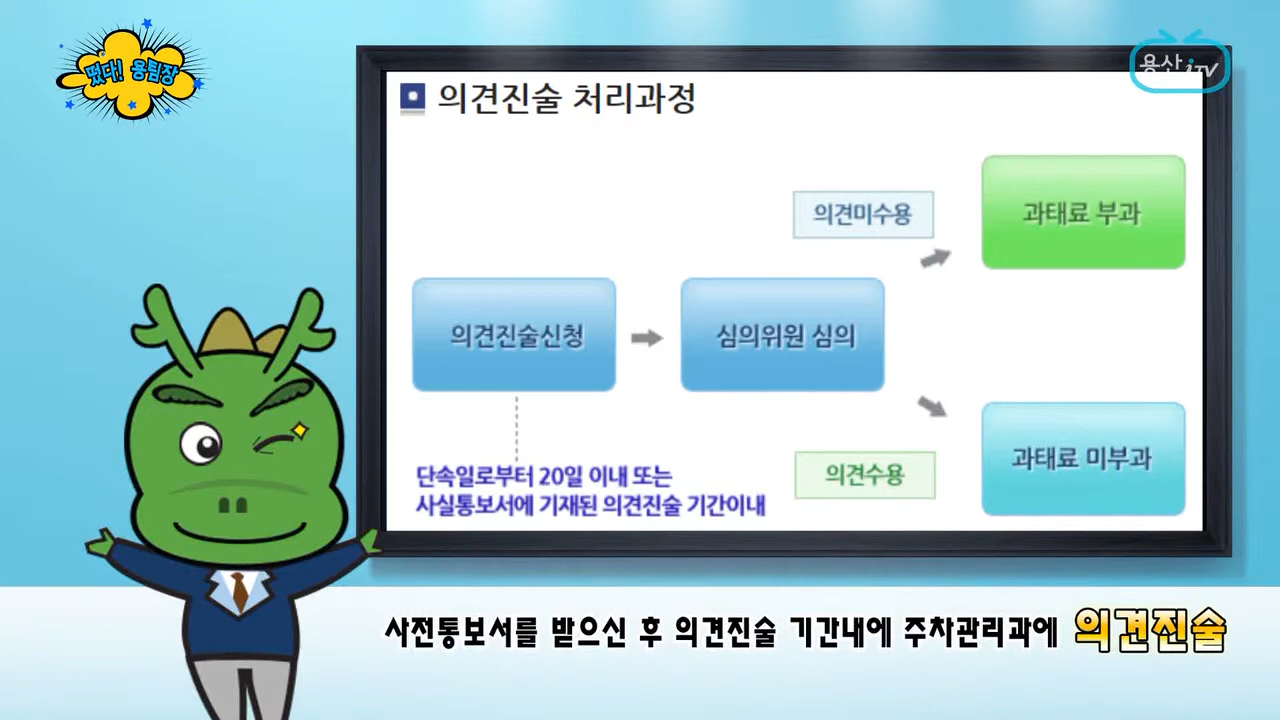 떴다! 용팀장
용산 iTV
의견진술 처리과정
의견미수용
과태료 부과
의견진술신청
심의위원 심의
의견수용
과태료 미부과
단속일로부터 20일 이내 또는
사실통보서에 기재된 의견진술 기간이내
사전통보서를 받으신 후 의견진술 기간내에 주차관리과에 의견진술